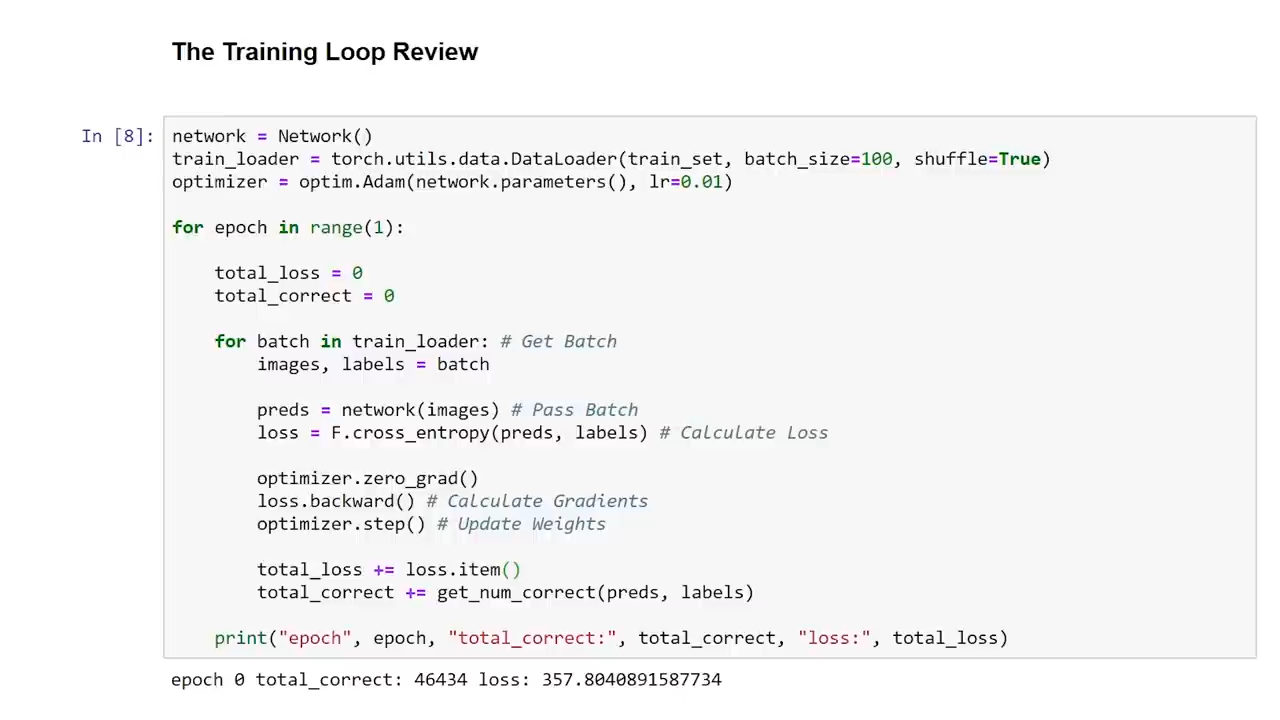 The Training Loop Review
In [8]:
network = Network()
train_loader = torch.utils.data.DataLoader(train_set, batch_size=100, shuffle=True)
optimizer = optim.Adam(network.parameters(), lr=0.01)
for epoch in range(1):
total_loss = 0
total_correct = 0
for batch in train_loader: # Get Batch
images, labels = batch
preds = network(images) # Pass Batch
loss = F.cross_entropy(preds, labels) # Calculate Loss
optimizer.zero_grad()
loss.backward() # Calculate Gradients
optimizer.step() # Update Weights
total_loss += loss.item()
total_correct += get_num_correct(preds, labels)
print("epoch", epoch, "total_correct:", total_correct, "loss:", total_loss)
epoch 0 total_correct: 46434 loss: 357.8040891587734